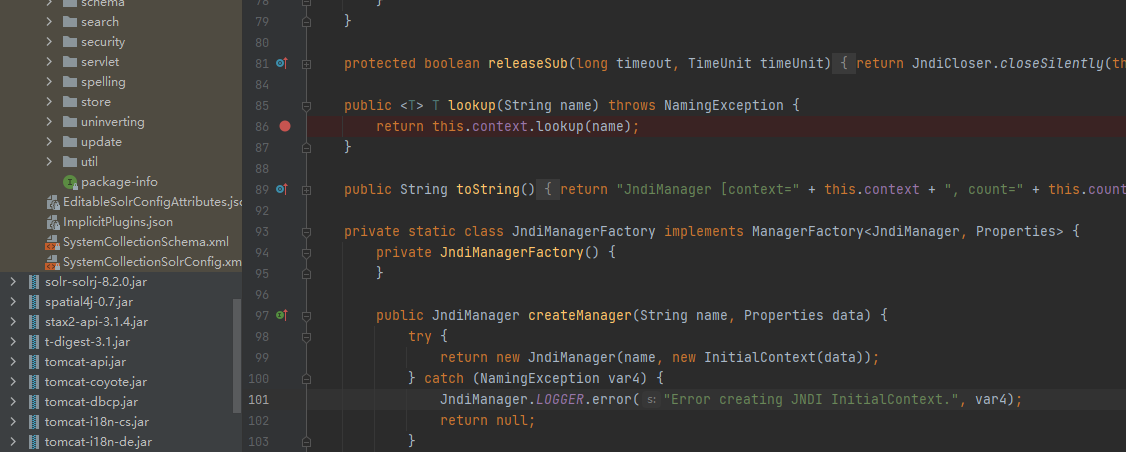 schema
search
security
servlet
spelling
store
uninverting
update
util
package-info
EditableSolrConfigAttributes.jso
ImplicitPlugins.json
SystemCollectionSchema.xml
SystemCollectionSolrConfig.xm
solr-solrj-8.2.0.jar
spatial4j-0.7.jar
stax2-api-3.1.4.jar
t-digest-3.1.jar
tomcat-api.jar
tomcat-coyote.jar
tomcat-dbcp.jar
tomcat-i18n-cs.jar
tomcat-i18n-de.jar
78 }
79 }
80
81 protected boolean releaseSub(long timeout, TimeUnit timeUnit) { return JndiCloser.closeSilently(th
84
85 public <T> T lookup(String name) throws NamingException {
86 return this.context.lookup(name);
87 }
88
89 public String toString() { return "JndiManager [context=" + this.context + ", count=" + this.count
92
93 private static class JndiManagerFactory implements ManagerFactory<JndiManager, Properties> {
94 private JndiManagerFactory() {
95 }
96
97 public JndiManager createManager(String name, Properties data) {
98 try {
99 return new JndiManager(name, new InitialContext(data));
100 } catch (NamingException var4) {
101 JndiManager.LOGGER.error( s: "Error creating JNDI InitialContext.", var4);
102 return null;
103 }